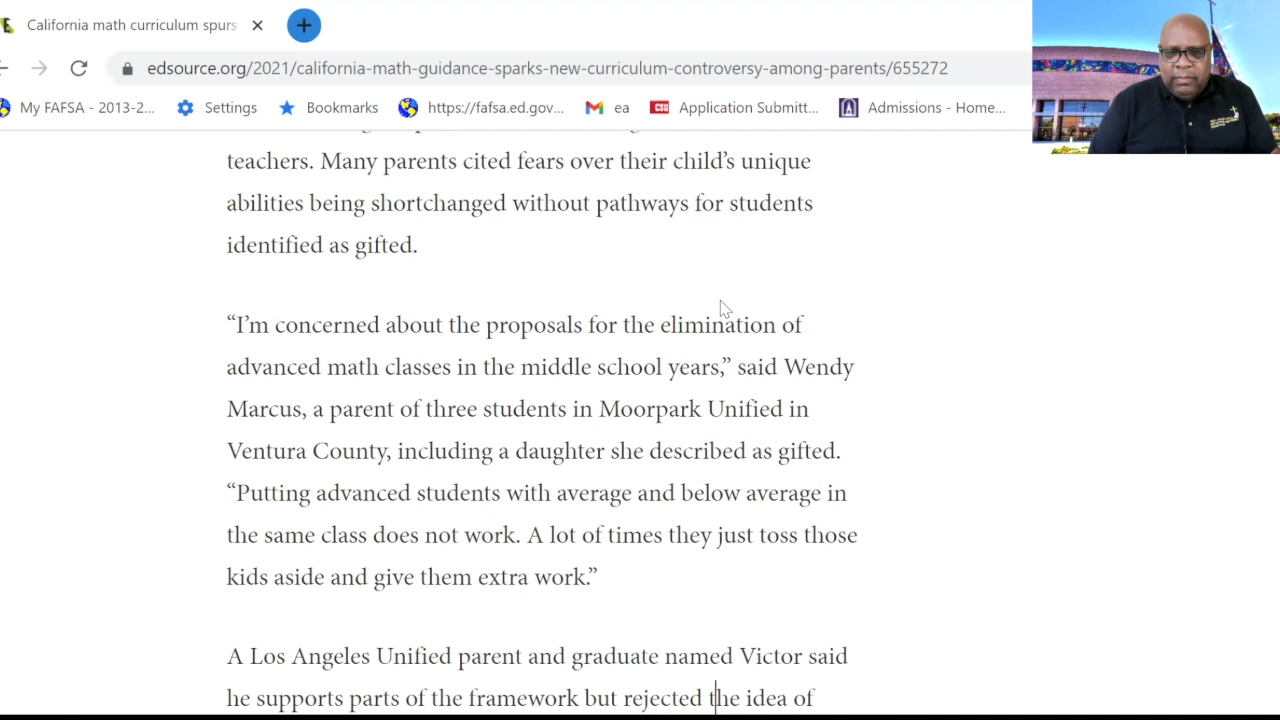 California math curriculum spurs
edsource.org/2021/california-math-guidance-sparks-new-curriculum-controversy-among-parents/655272
My FAFSA - 2013-2... Settings Bookmarks https://fafsa.ed.gov... ea Application Submitt... Admissions - Home...
teachers. Many parents cited fears over their child’s unique
abilities being shortchanged without pathways for students
identified as gifted.
“I’m concerned about the proposals for the elimination of
advanced math classes in the middle school years,” said Wendy
Marcus, a parent of three students in Moorpark Unified in
Ventura County, including a daughter she described as gifted.
“Putting advanced students with average and below average in
the same class does not work. A lot of times they just toss those
kids aside and give them extra work.”
A Los Angeles Unified parent and graduate named Victor said
he supports parts of the framework but rejected the idea of